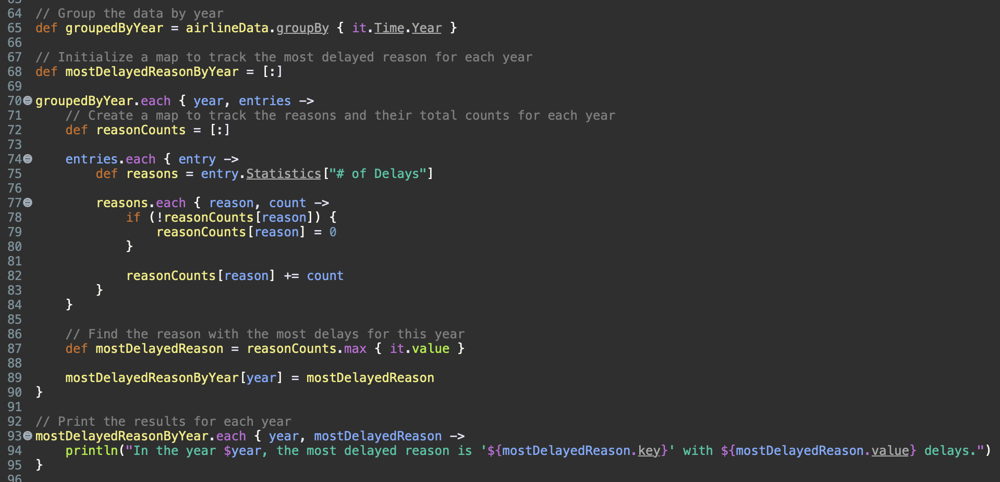 63
64 // Group the data by year
65 def groupedByYear = airlineData.groupBy { it.Time.Year }
66
67 // Initialize a map to track the most delayed reason for each year
68 def mostDelayedReasonByYear = [:]
69
70 groupedByYear.each { year, entries ->
71     // Create a map to track the reasons and their total counts for each year
72     def reasonCounts = [:]
73
74     entries.each { entry ->
75         def reasons = entry.Statistics["# of Delays"]
76
77         reasons.each { reason, count ->
78             if (!reasonCounts[reason]) {
79                 reasonCounts[reason] = 0
80             }
81
82             reasonCounts[reason] += count
83         }
84     }
85
86     // Find the reason with the most delays for this year
87     def mostDelayedReason = reasonCounts.max { it.value }
88
89     mostDelayedReasonByYear[year] = mostDelayedReason
90 }
91
92 // Print the results for each year
93 mostDelayedReasonByYear.each { year, mostDelayedReason ->
94     println("In the year $year, the most delayed reason is '${mostDelayedReason.key}' with ${mostDelayedReason.value} delays.")
95 }
96